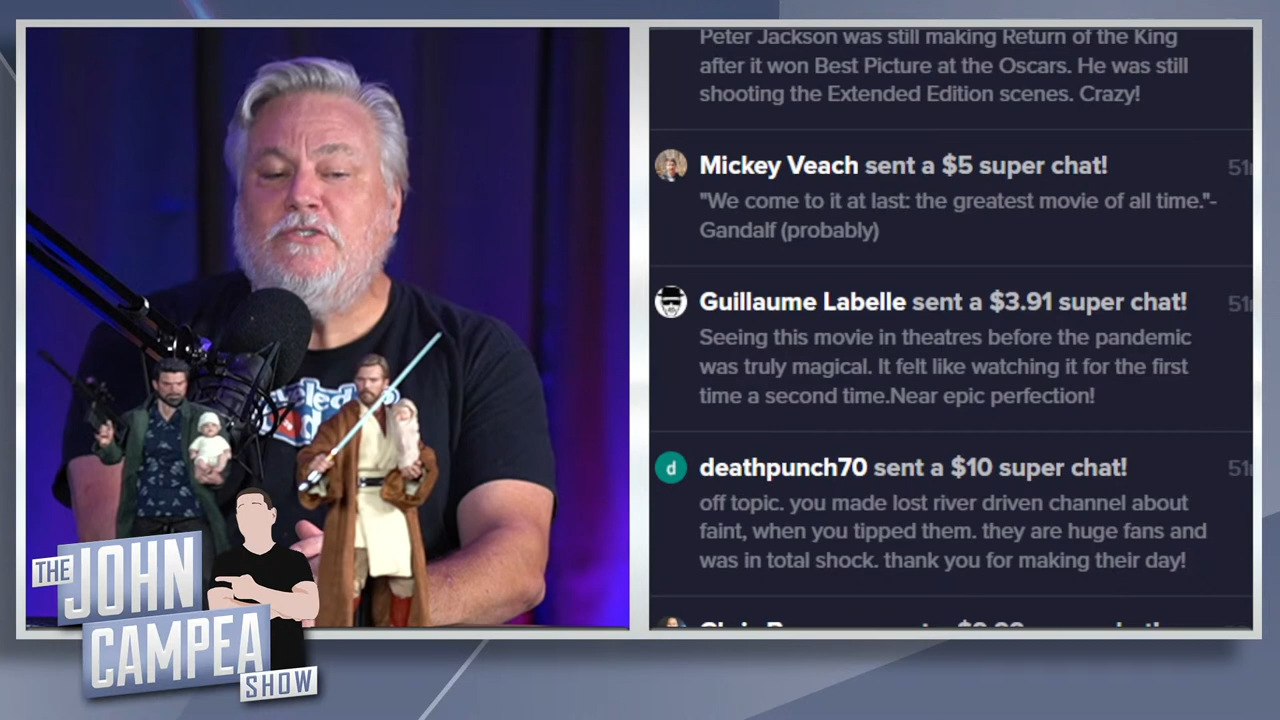 Peter Jackson was still making Return of the King
after it won Best Picture at the Oscars. He was still
shooting the Extended Edition scenes. Crazy!
Mickey Veach sent a $5 super chat!
"We come to it at last: the greatest movie of all time."-
Gandalf (probably)
Guillaume Labelle sent a $3.91 super chat!
Seeing this movie in theatres before the pandemic
was truly magical. It felt like watching it for the first
time a second time.Near epic perfection!
d
deathpunch70 sent a $10 super chat!
off topic. you made lost river driven channel about
faint, when you tipped them. they are huge fans and
was in total shock. thank you for making their day!
THE
JOHN
CAMPEA
SHOW